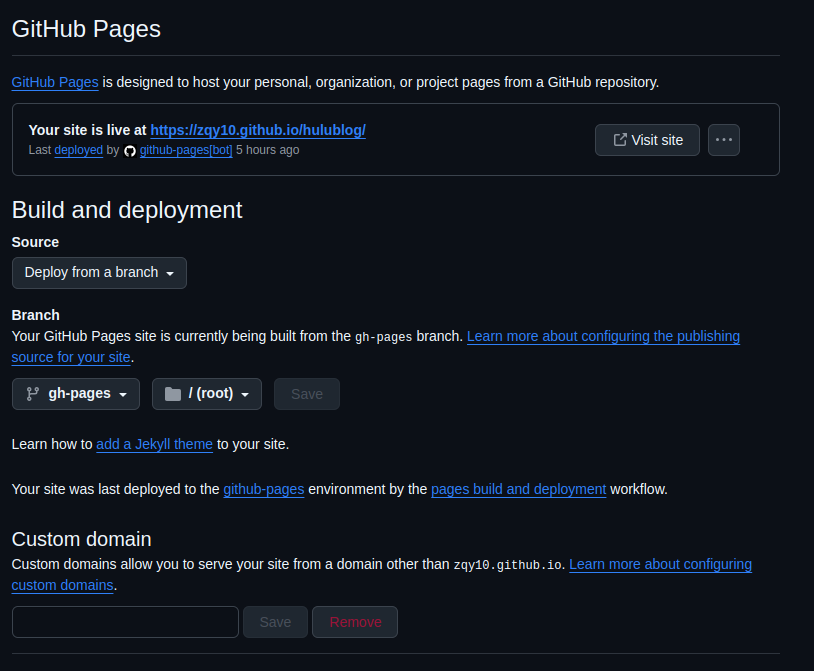 GitHub Pages
GitHub Pages is designed to host your personal, organization, or project pages from a GitHub repository.
Your site is live at https://zqy10.github.io/hulublog/
Last deployed by github-pages[bot] 5 hours ago
Visit site
Build and deployment
Source
Deploy from a branch
Branch
Your GitHub Pages site is currently being built from the gh-pages branch. Learn more about configuring the publishing
source for your site.
gh-pages / (root) Save
Learn how to add a Jekyll theme to your site.
Your site was last deployed to the github-pages environment by the pages build and deployment workflow.
Custom domain
Custom domains allow you to serve your site from a domain other than zqy10.github.io. Learn more about configuring
custom domains.
Save Remove